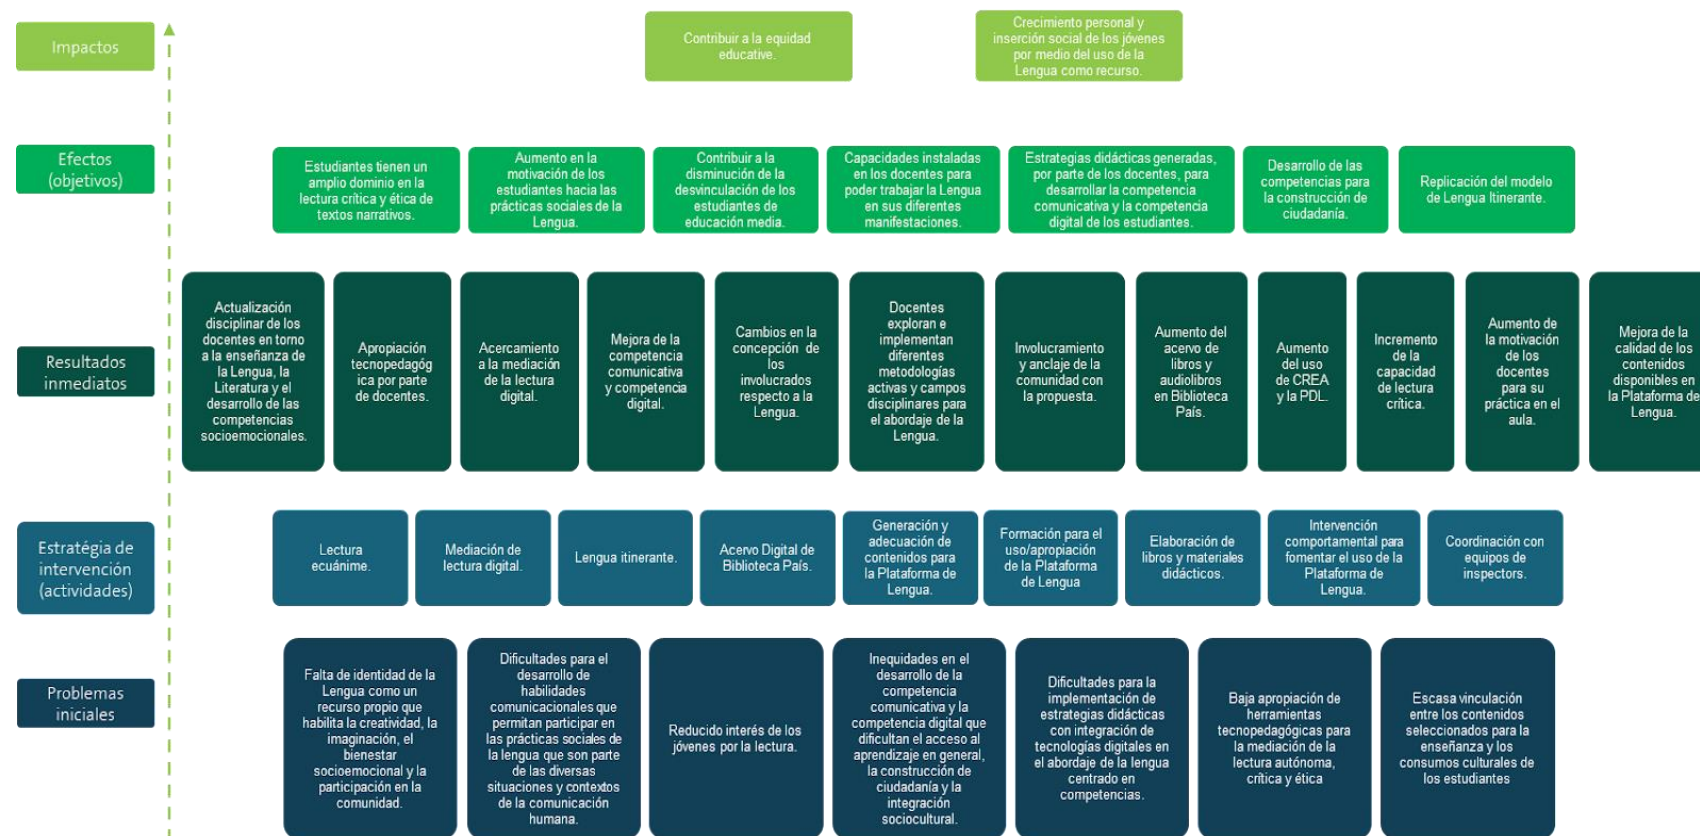 Impactos
Contribuir a la equidad
educative.
Crecimiento personal y
inserción social de los jóvenes
por medio del uso de la
Lengua como recurso.
Efectos
(objetivos)
Estudiantes tienen un
amplio dominio en la
lectura crítica y ética de
textos narrativos.
Aumento en la
motivación de los
estudiantes hacia las
prácticas sociales de la
Lengua.
Contribuir a la
disminución de la
desvinculación de los
estudiantes de
educación media.
Capacidades instaladas
en los docentes para
poder trabajar la Lengua
en sus diferentes
manifestaciones.
Estrategias didácticas generadas,
por parte de los docentes, para
desarrollar la competencia
comunicativa y la competencia
digital de los estudiantes.
Desarrollo de las
competencias para
la construcción de
ciudadanía.
Replicación del modelo
de Lengua Itinerante.
Resultados
inmediatos
Actualización
disciplinar de los
docentes en torno
a la enseñanza de
la Lengua, la
Literatura y el
desarrollo de las
competencias
socioemocionales.
Apropiación
tecnopedagóg
ica por parte
de docentes.
Acercamiento
a la mediación
de la lectura
digital.
Mejora de la
competencia
comunicativa
y competencia
digital.
Cambios en la
concepción de
los
involucrados
respecto a la
Lengua.
Docentes
exploran e
implementan
diferentes
metodologías
activas y campos
disciplinares para
el abordaje de la
Lengua.
Involucramiento
y anclaje de la
comunidad con
la propuesta.
Aumento del
acervo de
libros y
audiolibros
en Biblioteca
País.
Aumento
del uso
de CREA
y la PDL.
Incremento
de la
capacidad
de lectura
crítica.
Aumento de
la motivación
de los
docentes
para su
práctica en el
aula.
Mejora de la
calidad de los
contenidos
disponibles en
la Plataforma de
Lengua.
Estratégia de
intervención
(actividades)
Lectura
ecuánime.
Mediación de
lectura digital.
Lengua itinerante.
Acervo Digital de
Biblioteca País.
Generación y
adecuación de
contenidos para
la Plataforma de
Lengua.
Formación para el
uso/apropiación
de la Plataforma
de Lengua
Elaboración de
libros y materiales
didácticos.
Intervención
comportamental para
fomentar el uso de la
Plataforma de
Lengua.
Coordinación con
equipos de
inspectors.
Problemas
iniciales
Falta de identidad de la
Lengua como un
recurso propio que
habilita la creatividad, la
imaginación, el
bienestar
socioemocional y la
participación en la
comunidad.
Dificultades para el
desarrollo de
habilidades
comunicacionales que
permitan participar en
las prácticas sociales de
la lengua que son parte
de las diversas
situaciones y contextos
de la comunicación
humana.
Reducido interés de los
jóvenes por la lectura.
Inequidades en el
desarrollo de la
competencia
comunicativa y la
competencia digital que
dificultan el acceso al
aprendizaje en general,
la construcción de
ciudadanía y la
integración
sociocultural.
Dificultades para la
implementación de
estrategias didácticas
con integración de
tecnologías digitales en
el abordaje de la lengua
centrado en
competencias.
Baja apropiación de
herramientas
tecnopedagógicas para
la mediación de la
lectura autónoma,
crítica y ética
Escasa vinculación
entre los contenidos
seleccionados para la
enseñanza y los
consumos culturales de
los estudiantes